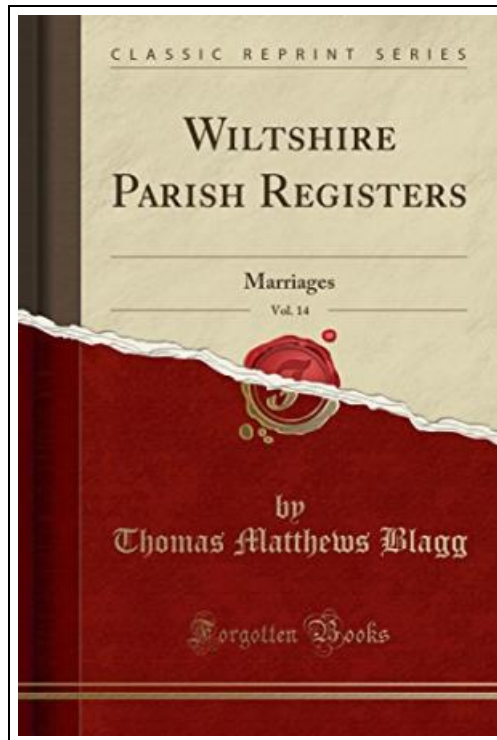 CLASSIC REPRINT SERIES
WILTSHIRE
PARISH REGISTERS
Marriages
Vol. 14
F
by
Thomas Matthews Blagg
Forgotten Books